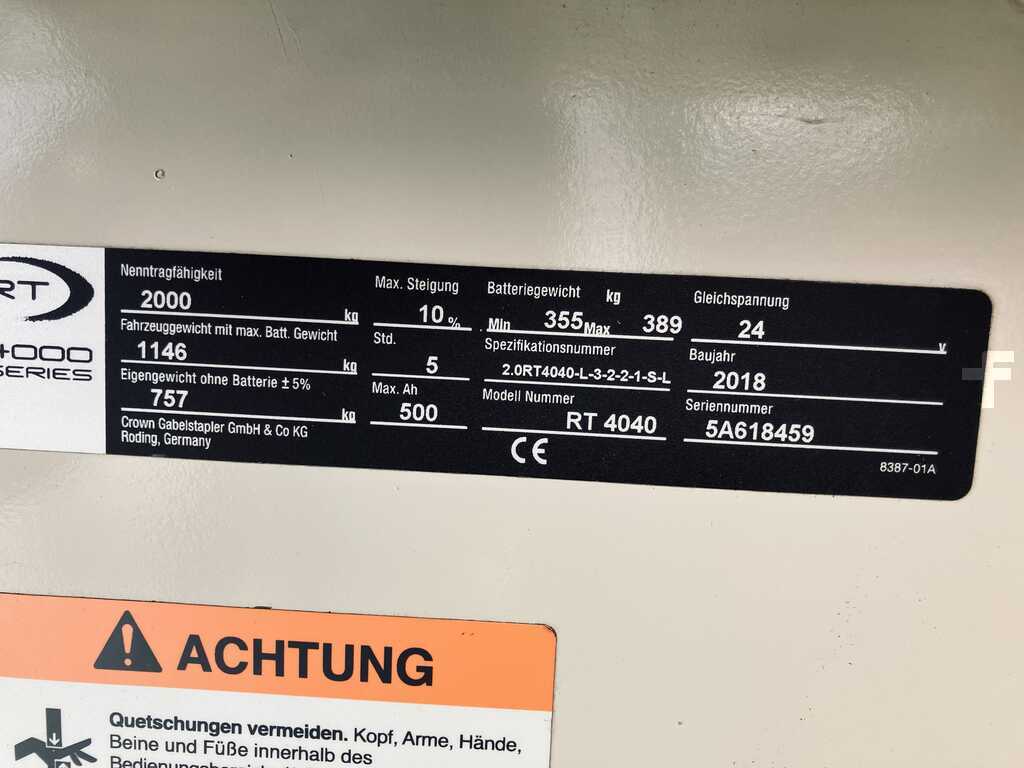 RT
4000
SERIES
Nenntragfähigkeit
2000 kg
Fahrzeuggewicht mit max. Batt. Gewicht
1146 kg
Eigengewicht ohne Batterie ± 5%
757 kg
Crown Gabelstapler GmbH & Co KG
Roding, Germany
Max. Steigung
10 %
Std.
5
Max. Ah
500
Batteriegewicht kg
Min 355 Max 389
Spezifikationsnummer
2.0RT4040-L-3-2-2-1-S-L
Modell Nummer
RT 4040
CE
Gleichspannung
24 V
Baujahr
2018
Seriennummer
5A618459
8387-01A
F
ACHTUNG
Quetschungen vermeiden. Kopf, Arme, Hände,
Beine und Füße innerhalb des